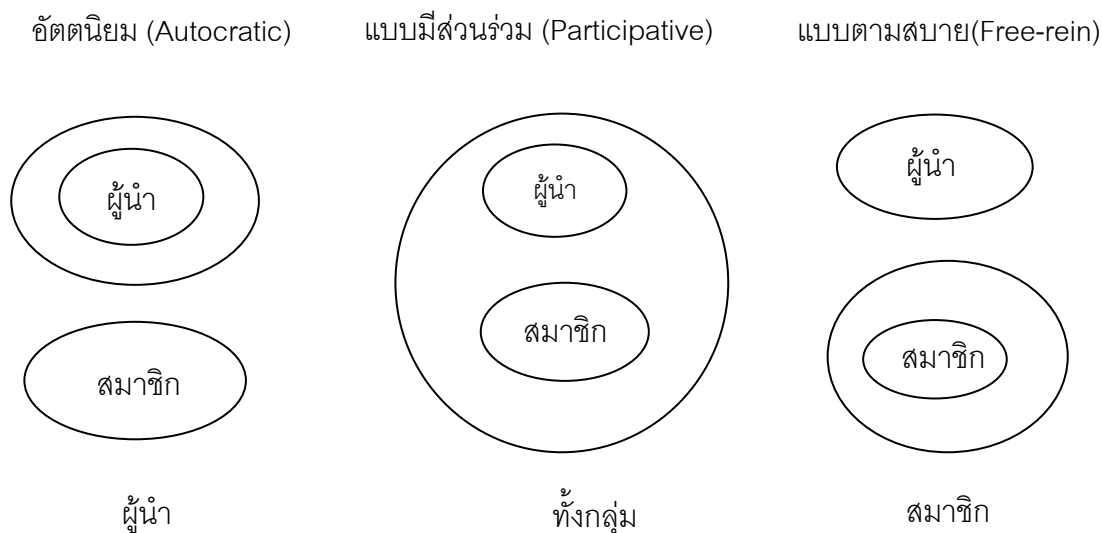 อัตตนิยม (Autocratic) แบบมีส่วนร่วม (Participative) แบบตามสบาย(Free-rein)
ผู้นำ ผู้นำ ผู้นำ
สมาชิก สมาชิก สมาชิก
ผู้นำ ทั้งกลุ่ม สมาชิก